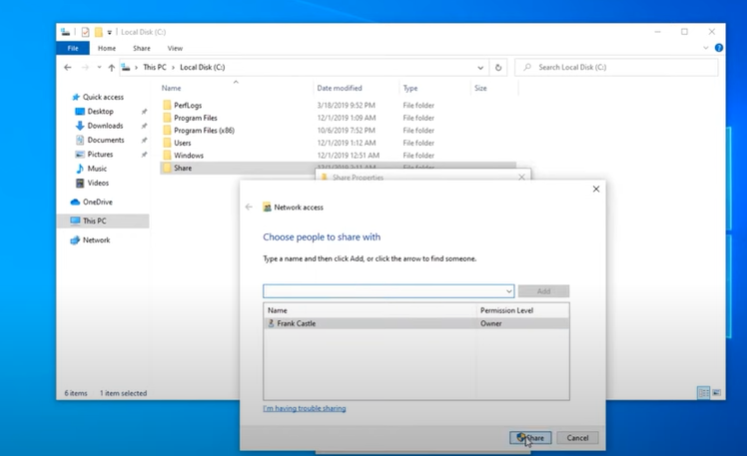 Local Disk (C:)
File Home Share View
This PC > Local Disk (C:)
Search Local Disk (C:)
Name Date modified Type Size
Quick access
Desktop
Downloads
Documents
Pictures
Music
Videos
OneDrive
This PC
Network
PerfLogs 3/18/2019 9:52 PM File folder
Program Files 12/1/2019 1:09 AM File folder
Program Files (x86) 10/6/2019 7:52 PM File folder
Users 12/1/2019 1:12 AM File folder
Windows 12/1/2019 12:51 AM File folder
Share File folder
Share Properties
Network access
Choose people to share with
Type a name and then click Add, or click the arrow to find someone.
Add
Name Permission Level
Frank Castle Owner
I'm having trouble sharing
Share Cancel
6 items 1 item selected